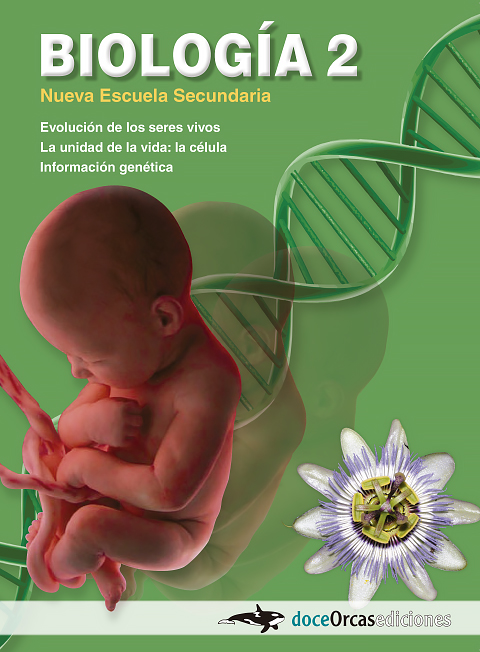 BIOLOGÍA 2
Nueva Escuela Secundaria
Evolución de los seres vivos
La unidad de la vida: la célula
Información genética
doceOrcasediciones